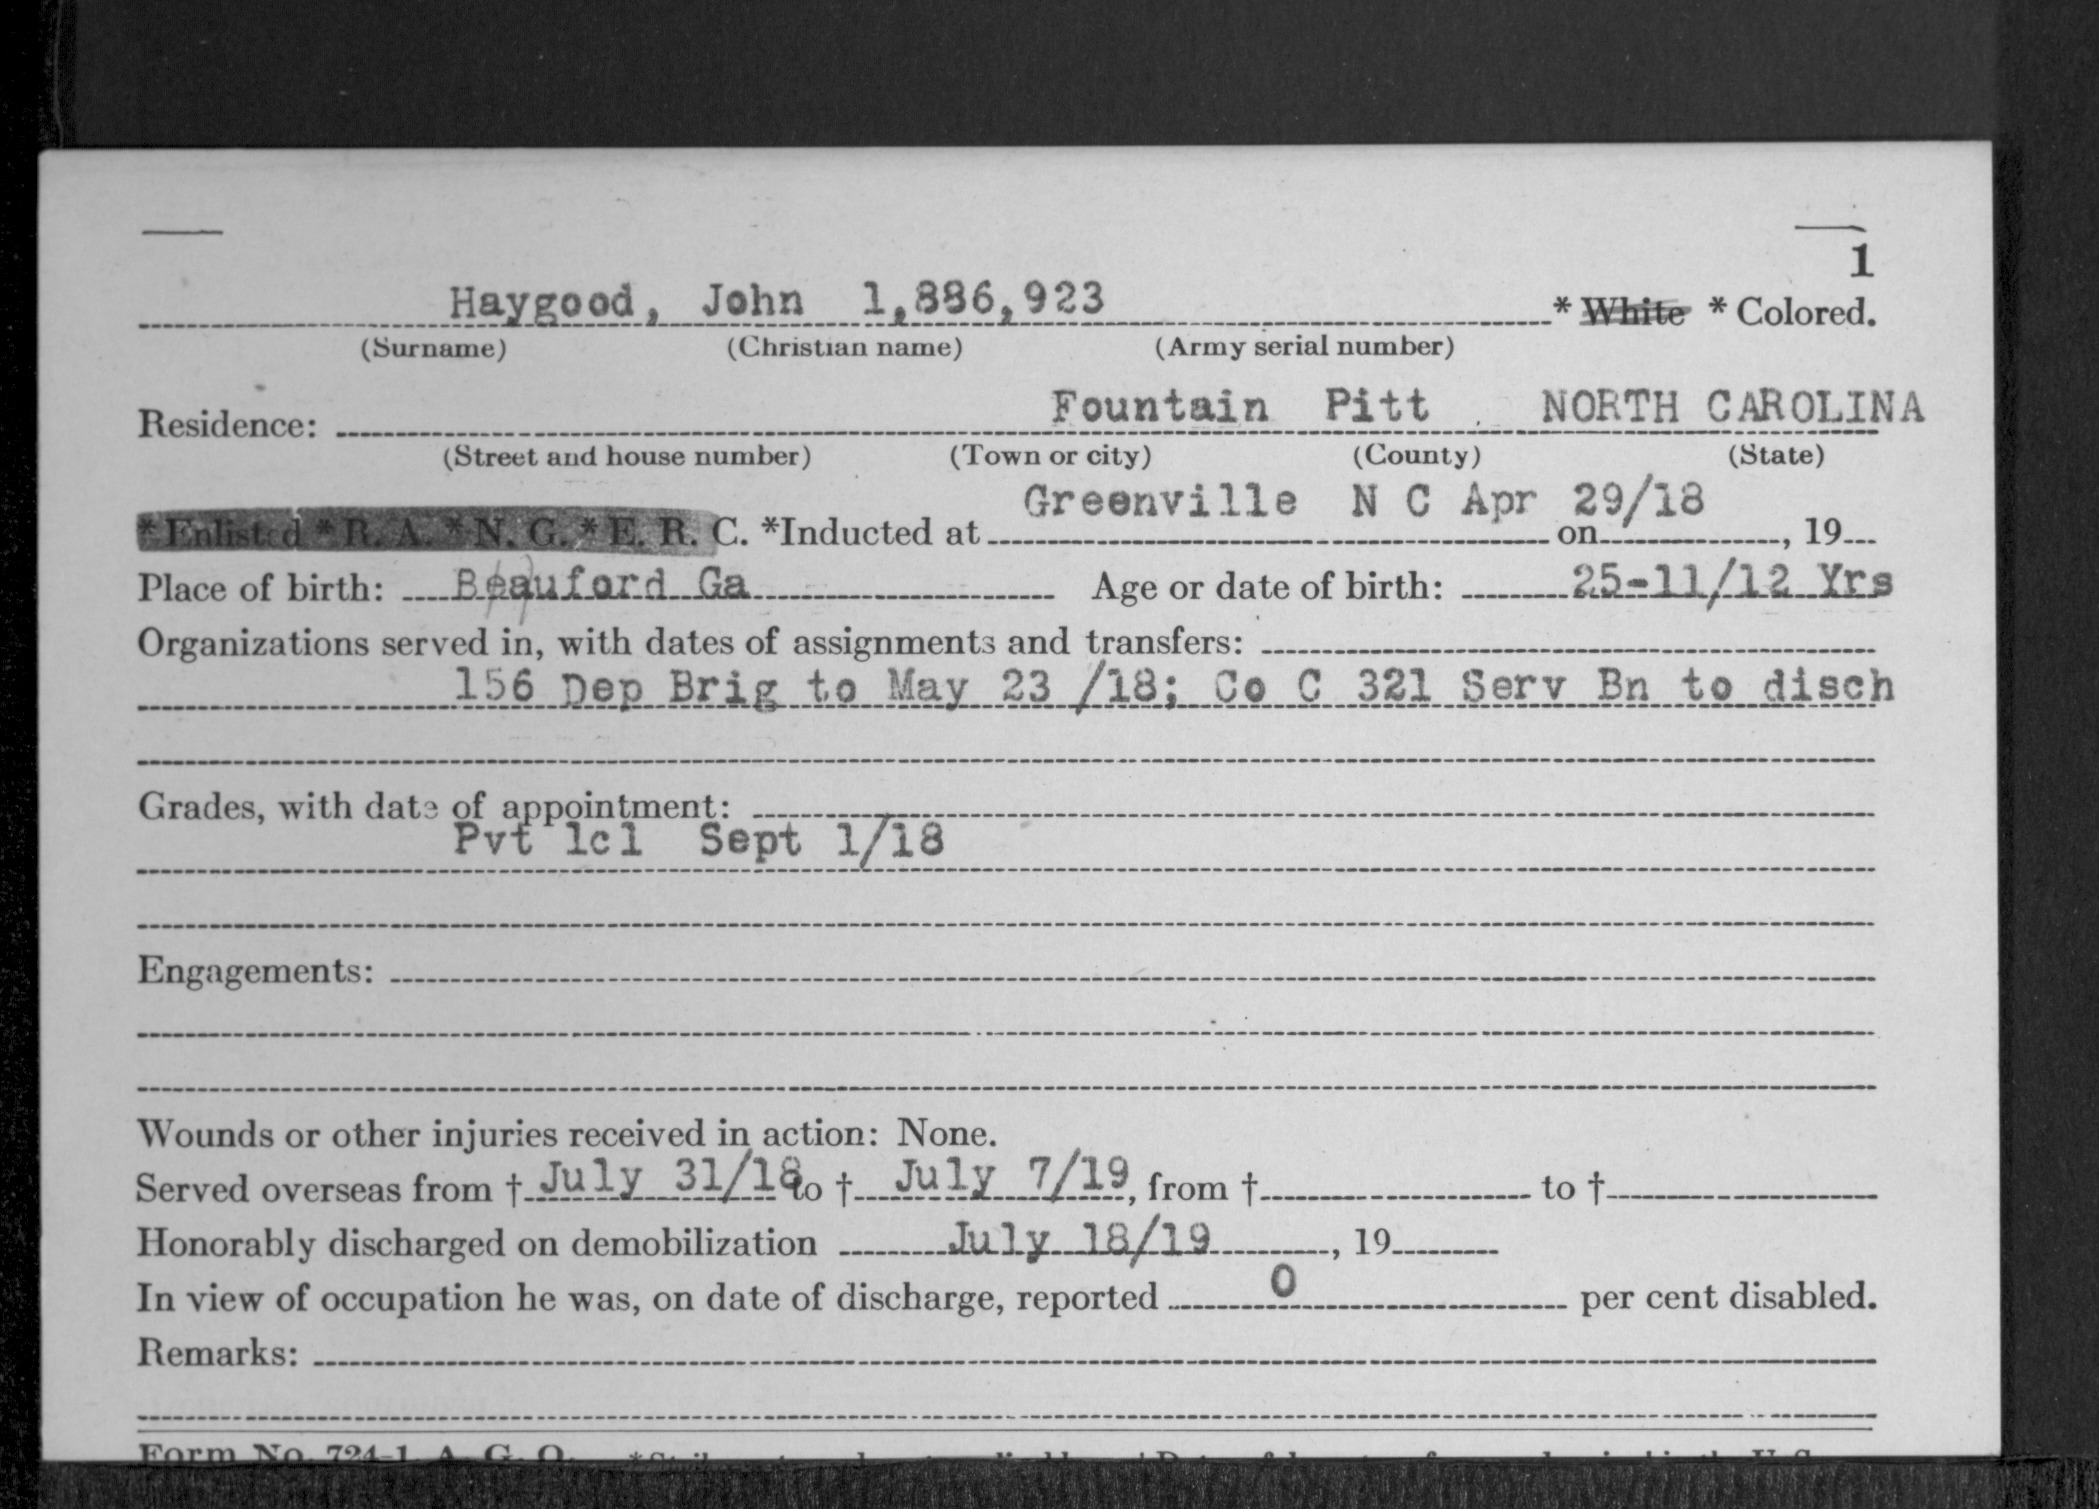 1
Haygood, John 1,886,923 * White * Colored.
(Surname) (Christian name) (Army serial number)
Fountain Pitt NORTH CAROLINA
Residence:
(Street and house number) (Town or city) (County) (State)
Greenville N C Apr 29/18
*Enlisted *R. A. *N. G. *E. R. C. *Inducted at on , 19
Place of birth: Beauford Ga Age or date of birth: 25-11/12 Yrs
Organizations served in, with dates of assignments and transfers:
156 Dep Brig to May 23 /18; Co C 321 Serv Bn to disch
Grades, with date of appointment:
Pvt 1cl Sept 1/18
Engagements:
Wounds or other injuries received in action: None.
Served overseas from † July 31/18 to † July 7/19, from † to †
Honorably discharged on demobilization July 18/19 , 19
In view of occupation he was, on date of discharge, reported 0 per cent disabled.
Remarks:
Form No. 724-1, A. G. O.